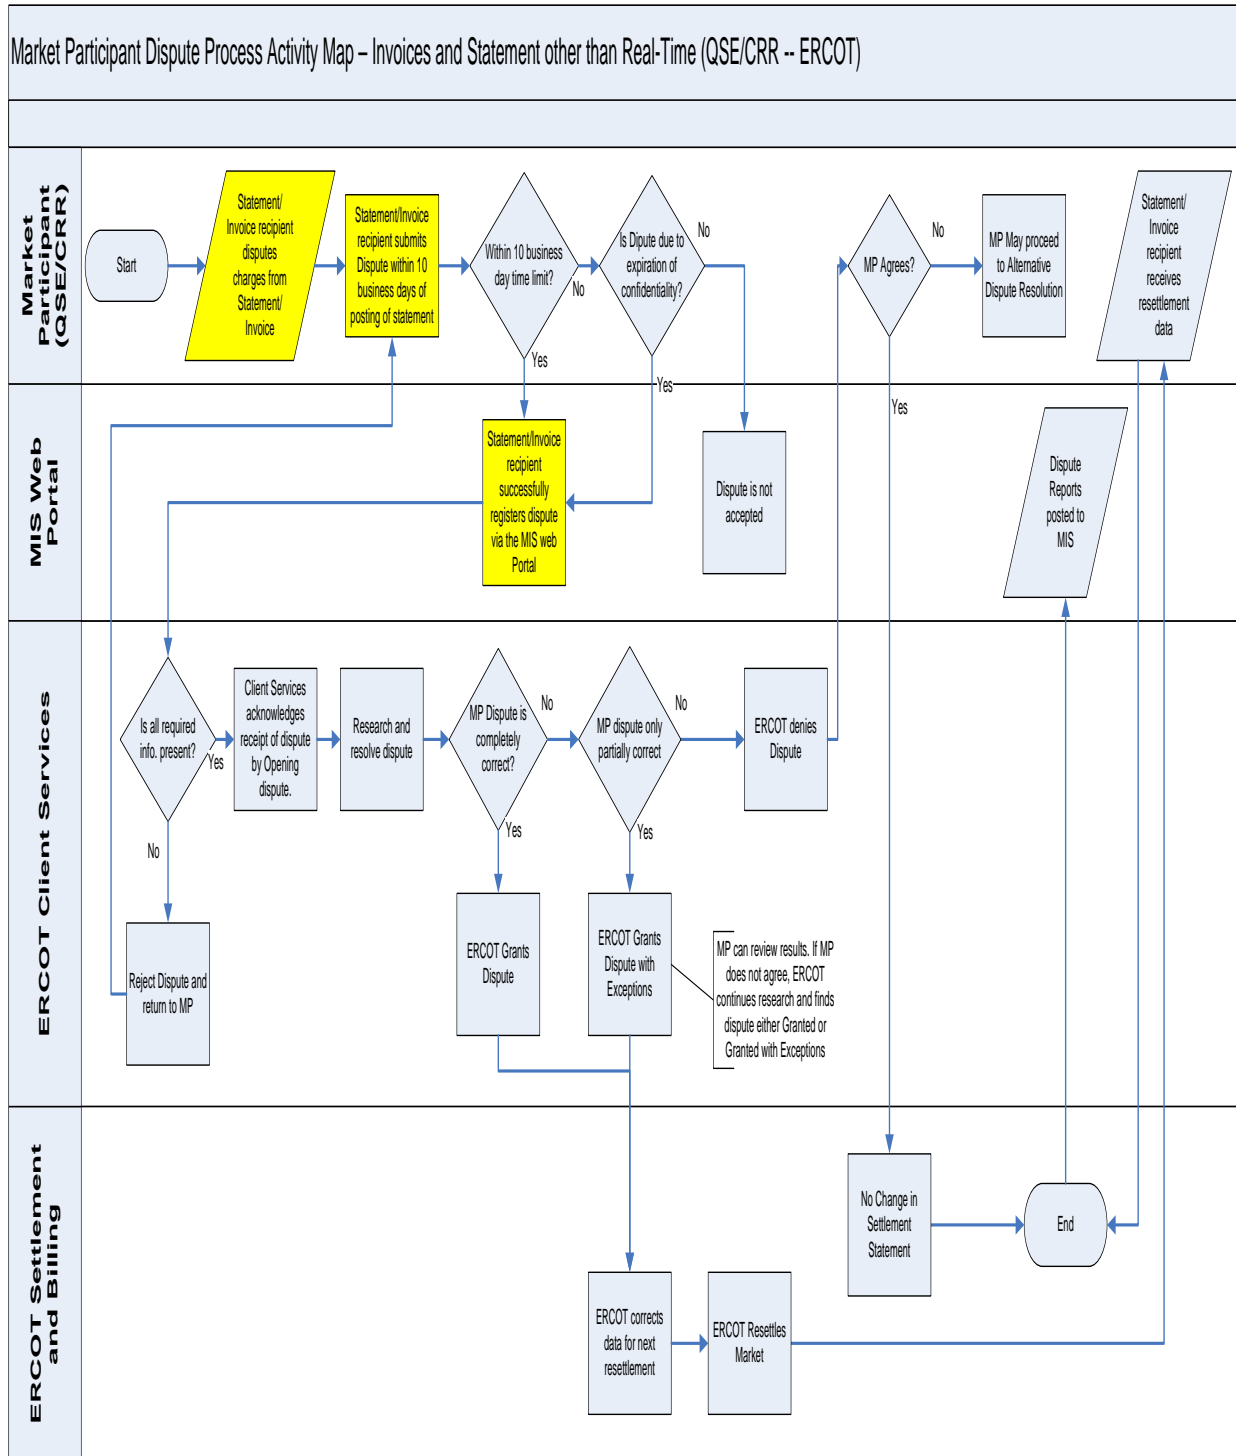 Market Participant Dispute Process Activity Map – Invoices and Statement other than Real-Time (QSE/CRR -- ERCOT)
Market
Participant
(QSE/CRR)
Start
Statement/
Invoice recipient
disputes
charges from
Statement/
Invoice
Statement/Invoice
recipient submits
Dispute within 10
business days of
posting of statement
Within 10 business
day time limit?
No
Yes
Is Dipute due to
expiration of
confidentiality?
No
Yes
MP Agrees?
No
Yes
MP May proceed
to Alternative
Dispute Resolution
Statement/
Invoice
recipient
receives
resettlement
data
MIS Web
Portal
Statement/Invoice
recipient
successfully
registers dispute
via the MIS web
Portal
Dispute is not
accepted
Dispute
Reports
posted to
MIS
ERCOT Client Services
Is all required
info. present?
Yes
No
Client Services
acknowledges
receipt of dispute
by Opening
dispute.
Research and
resolve dispute
MP Dispute is
completely
correct?
No
Yes
MP dispute only
partially correct
No
Yes
ERCOT denies
Dispute
Reject Dispute and
return to MP
ERCOT Grants
Dispute
ERCOT Grants
Dispute with
Exceptions
MP can review results. If MP
does not agree, ERCOT
continues research and finds
dispute either Granted or
Granted with Exceptions
ERCOT Settlement
and Billing
No Change in
Settlement
Statement
End
ERCOT corrects
data for next
resettlement
ERCOT Resettles
Market